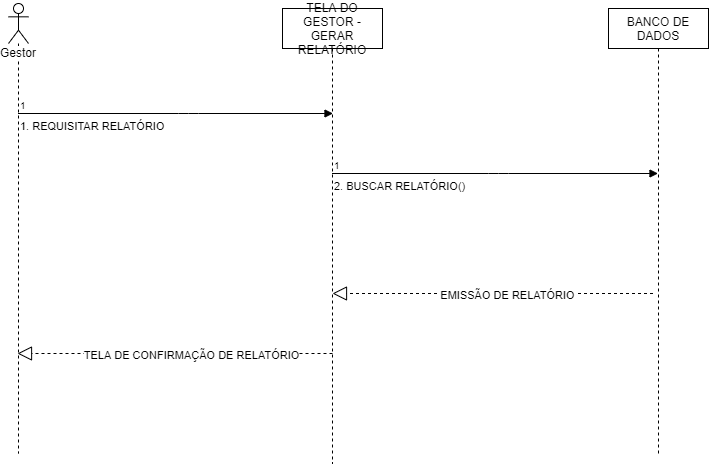 TELA DO
GESTOR -
GERAR
RELATÓRIO
BANCO DE
DADOS
Gestor
1
1. REQUISITAR RELATÓRIO
1
2. BUSCAR RELATÓRIO()
EMISSÃO DE RELATÓRIO
TELA DE CONFIRMAÇÃO DE RELATÓRIO